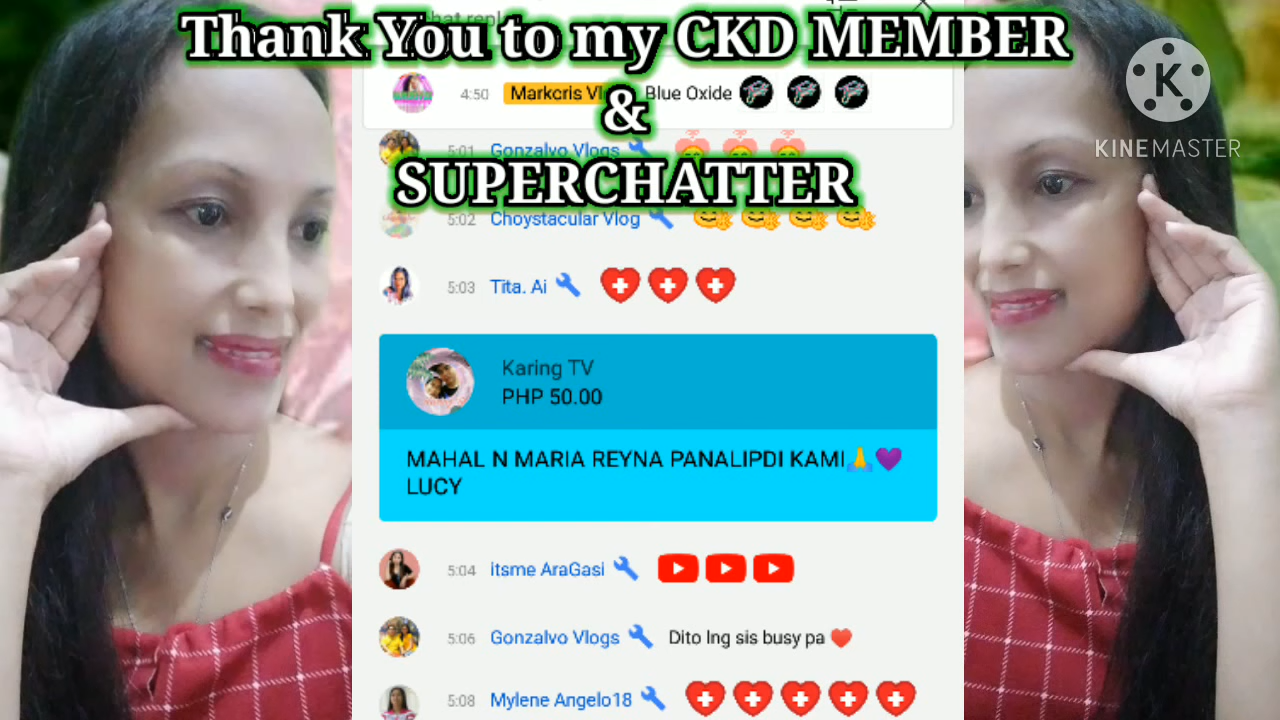 Thank You to my CKD MEMBER
&
SUPERCHATTER
KINEMASTER
4:50 Markcris Blue Oxide
5:01 Gonzalvo Vlogs
5:02 Choystacular Vlog
5:03 Tita. Ai
Karing TV
PHP 50.00
MAHAL N MARIA REYNA PANALIPDI KAMI🙏💜
LUCY
5:04 itsme AraGasi
5:06 Gonzalvo Vlogs Dito lng sis busy pa ❤️
5:08 Mylene Angelo18